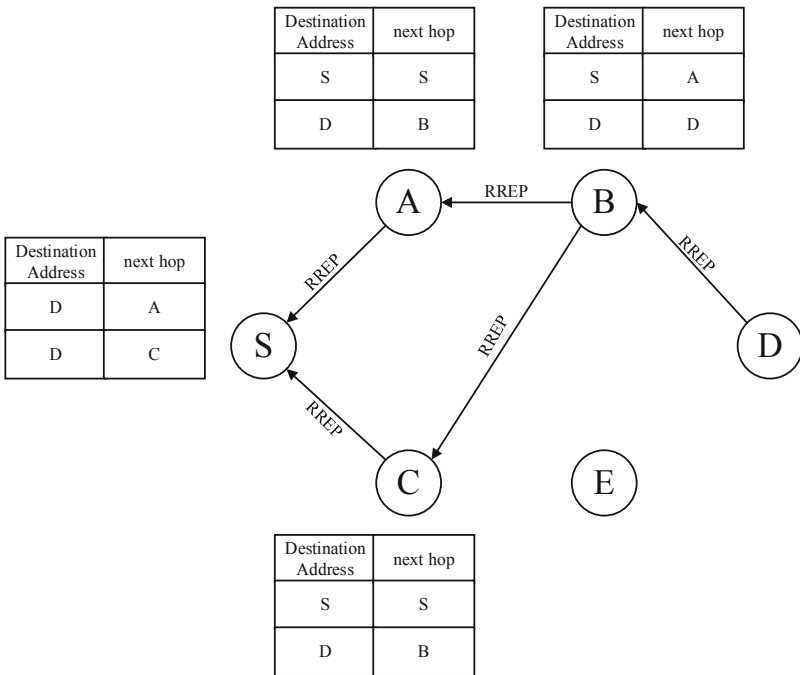 Destination Address next hop
S S
D B
Destination Address next hop
S A
D D
A
RREP
B
RREP
RREP
Destination Address next hop
D A
D C
S
RREP
D
RREP
C
E
Destination Address next hop
S S
D B